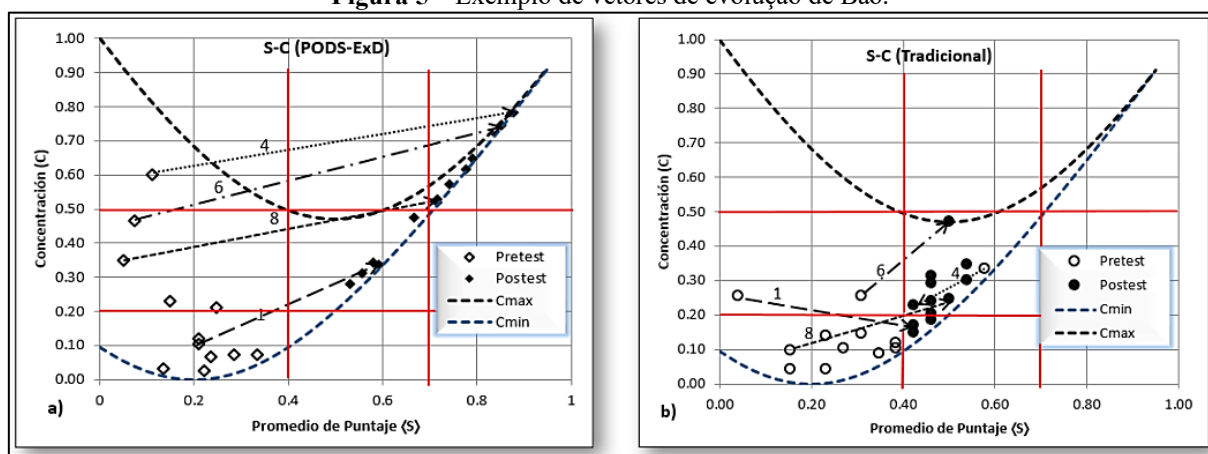 Figura 3 – Exemplo de vetores de evolução de Bao.
S-C (PODS-ExD)
Concentración (C)
1.00
0.90
0.80
0.70
0.60
0.50
0.40
0.30
0.20
0.10
0.00
4
6
8
1
Pretest
Postest
Cmax
Cmin
0
0.2
0.4
0.6
0.8
1
a)
Promedio de Puntaje ⟨S⟩
S-C (Tradicional)
Concentración (C)
1.00
0.90
0.80
0.70
0.60
0.50
0.40
0.30
0.20
0.10
0.00
6
4
1
8
Pretest
Postest
Cmin
Cmax
0.00
0.20
0.40
0.60
0.80
1.00
b)
Promedio de Puntaje ⟨S⟩